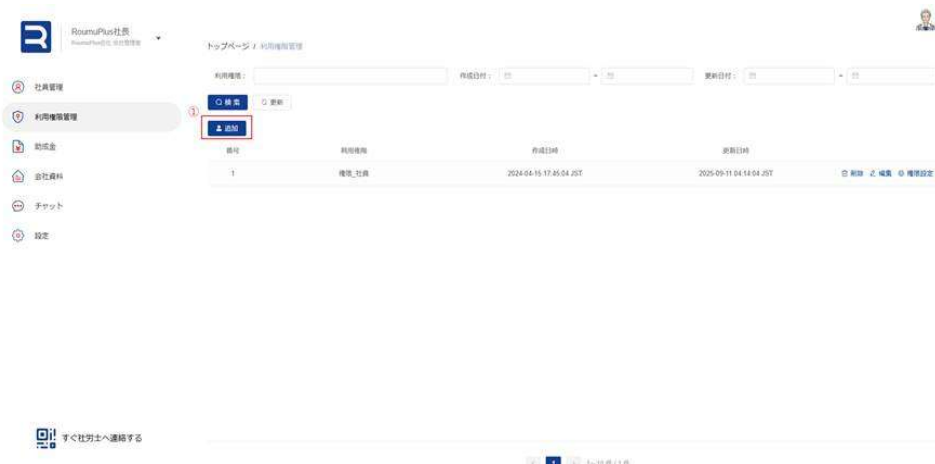 RoumuPlus社長
トップページ / 利用権限管理
利用権限：
作成日付：
更新日付：
検索
更新
①
追加
社員管理
利用権限管理
助成金
会社資料
チャット
設定
番号 利用権限 作成日時 更新日時
1 権限_社員 2024-04-15 17:45:04 JST 2025-09-11 04:14:04 JST 削除 編集 権限設定
すぐ社労士へ連絡する
1